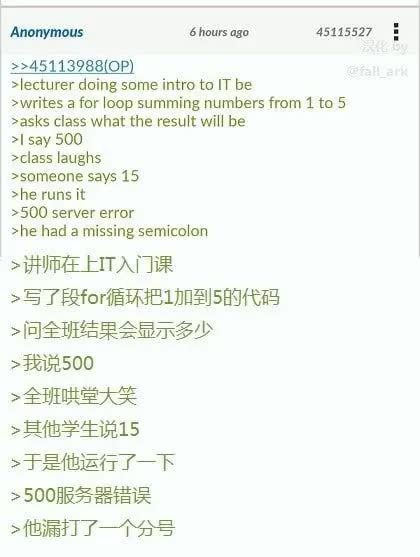 Anonymous 6 hours ago 45115527
汉化 by
@fall_ark
>>45113988(OP)
>lecturer doing some intro to IT be
>writes a for loop summing numbers from 1 to 5
>asks class what the result will be
>I say 500
>class laughs
>someone says 15
>he runs it
>500 server error
>he had a missing semicolon
>讲师在上IT入门课
>写了段for循环把1加到5的代码
>问全班结果会显示多少
>我说500
>全班哄堂大笑
>其他学生说15
>于是他运行了一下
>500服务器错误
>他漏打了一个分号